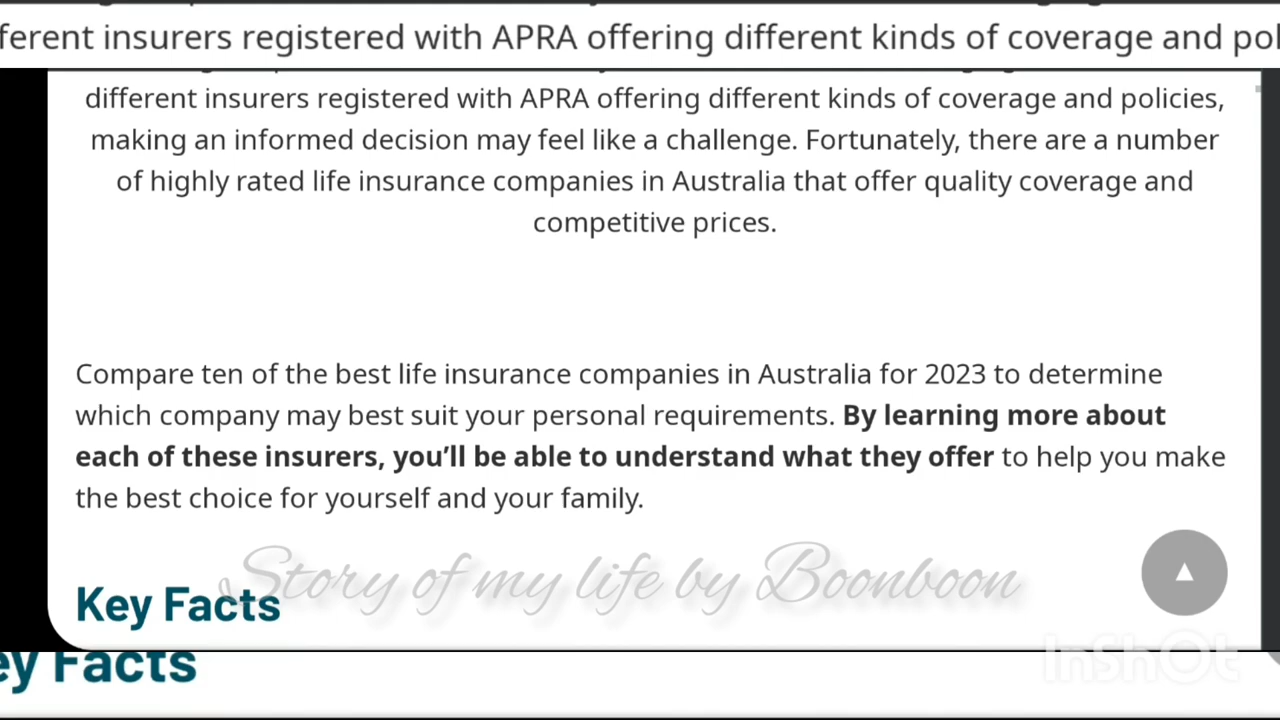 ferent insurers registered with APRA offering different kinds of coverage and pol
different insurers registered with APRA offering different kinds of coverage and policies,
making an informed decision may feel like a challenge. Fortunately, there are a number
of highly rated life insurance companies in Australia that offer quality coverage and
competitive prices.
Compare ten of the best life insurance companies in Australia for 2023 to determine
which company may best suit your personal requirements. By learning more about
each of these insurers, you’ll be able to understand what they offer to help you make
the best choice for yourself and your family.
Story of my life by Boonboon
Key Facts
ey Facts
InShOt